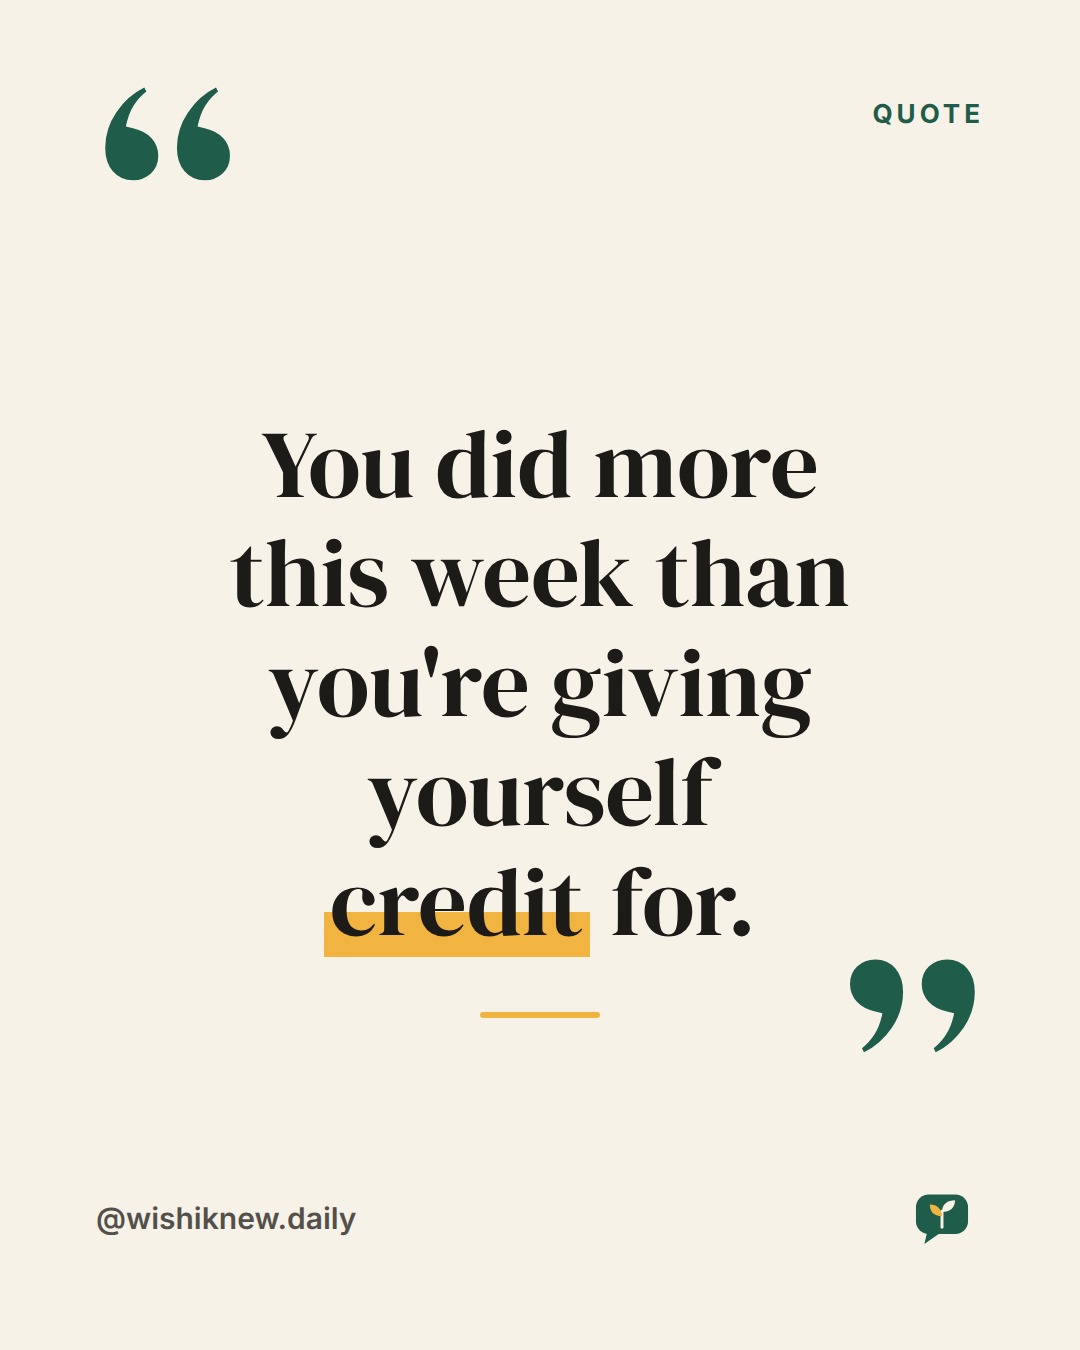 “
QUOTE
You did more
this week than
you're giving
yourself
credit for.
”
@wishiknew.daily